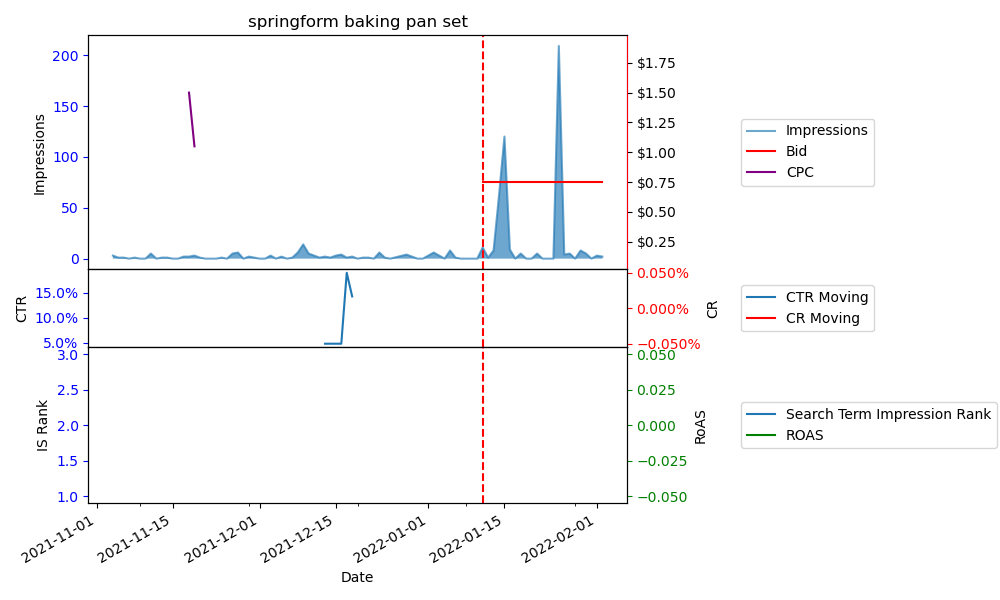 springform baking pan set
200
150
100
50
0
Impressions
$1.75
$1.50
$1.25
$1.00
$0.75
$0.50
$0.25
Impressions
Bid
CPC
15.0%
10.0%
5.0%
CTR
0.050%
0.000%
−0.050%
CR
CTR Moving
CR Moving
3.0
2.5
2.0
1.5
1.0
IS Rank
0.050
0.025
0.000
−0.025
−0.050
RoAS
Search Term Impression Rank
ROAS
2021-11-01
2021-11-15
2021-12-01
2021-12-15
2022-01-01
2022-01-15
2022-02-01
Date